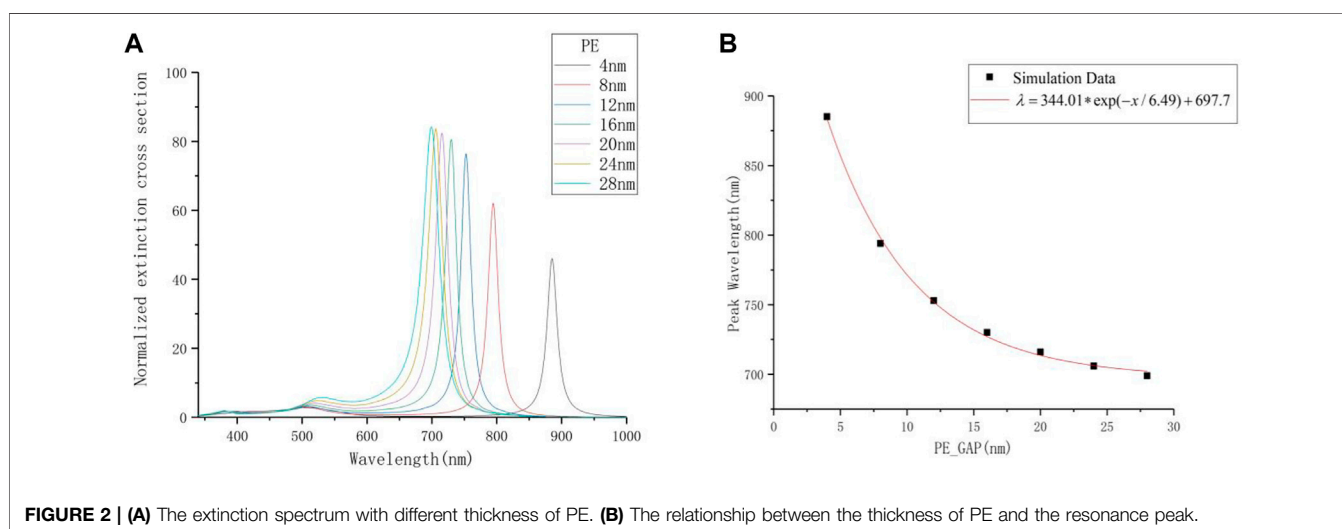 A
PE
4nm
8nm
12nm
16nm
20nm
24nm
28nm
Normalized extinction cross section
100
80
60
40
20
0
400 500 600 700 800 900 1000
Wavelength(nm)
B
Simulation Data
λ = 344.01*exp(−x / 6.49) + 697.7
Peak Wavelength(nm)
900
850
800
750
700
0 5 10 15 20 25 30
PE_GAP(nm)
FIGURE 2 | (A) The extinction spectrum with different thickness of PE. (B) The relationship between the thickness of PE and the resonance peak.